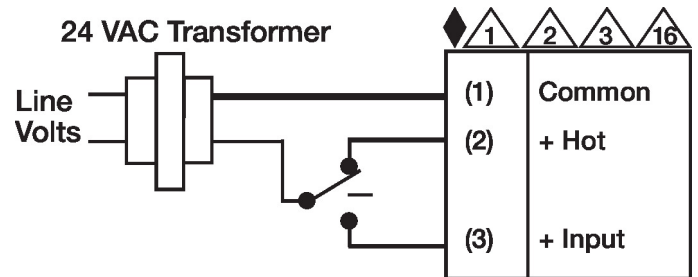 24 VAC Transformer
1 2 3 16
Line
Volts
(1) Common
(2) + Hot
(3) + Input